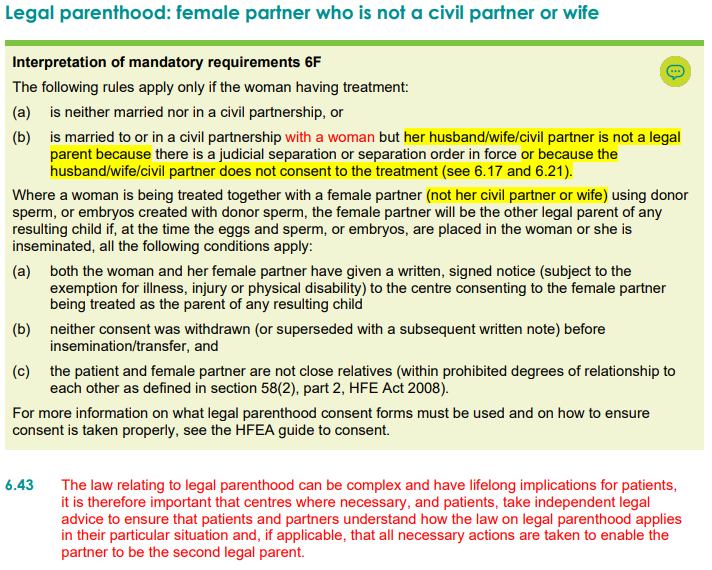 Legal parenthood: female partner who is not a civil partner or wife
Interpretation of mandatory requirements 6F
The following rules apply only if the woman having treatment:
(a) is neither married nor in a civil partnership, or
(b) is married to or in a civil partnership with a woman but her husband/wife/civil partner is not a legal
parent because there is a judicial separation or separation order in force or because the
husband/wife/civil partner does not consent to the treatment (see 6.17 and 6.21).
Where a woman is being treated together with a female partner (not her civil partner or wife) using donor
sperm, or embryos created with donor sperm, the female partner will be the other legal parent of any
resulting child if, at the time the eggs and sperm, or embryos, are placed in the woman or she is
inseminated, all the following conditions apply:
(a) both the woman and her female partner have given a written, signed notice (subject to the
exemption for illness, injury or physical disability) to the centre consenting to the female partner
being treated as the parent of any resulting child
(b) neither consent was withdrawn (or superseded with a subsequent written note) before
insemination/transfer, and
(c) the patient and female partner are not close relatives (within prohibited degrees of relationship to
each other as defined in section 58(2), part 2, HFE Act 2008).
For more information on what legal parenthood consent forms must be used and on how to ensure
consent is taken properly, see the HFEA guide to consent.
6.43 The law relating to legal parenthood can be complex and have lifelong implications for patients,
it is therefore important that centres where necessary, and patients, take independent legal
advice to ensure that patients and partners understand how the law on legal parenthood applies
in their particular situation and, if applicable, that all necessary actions are taken to enable the
partner to be the second legal parent.